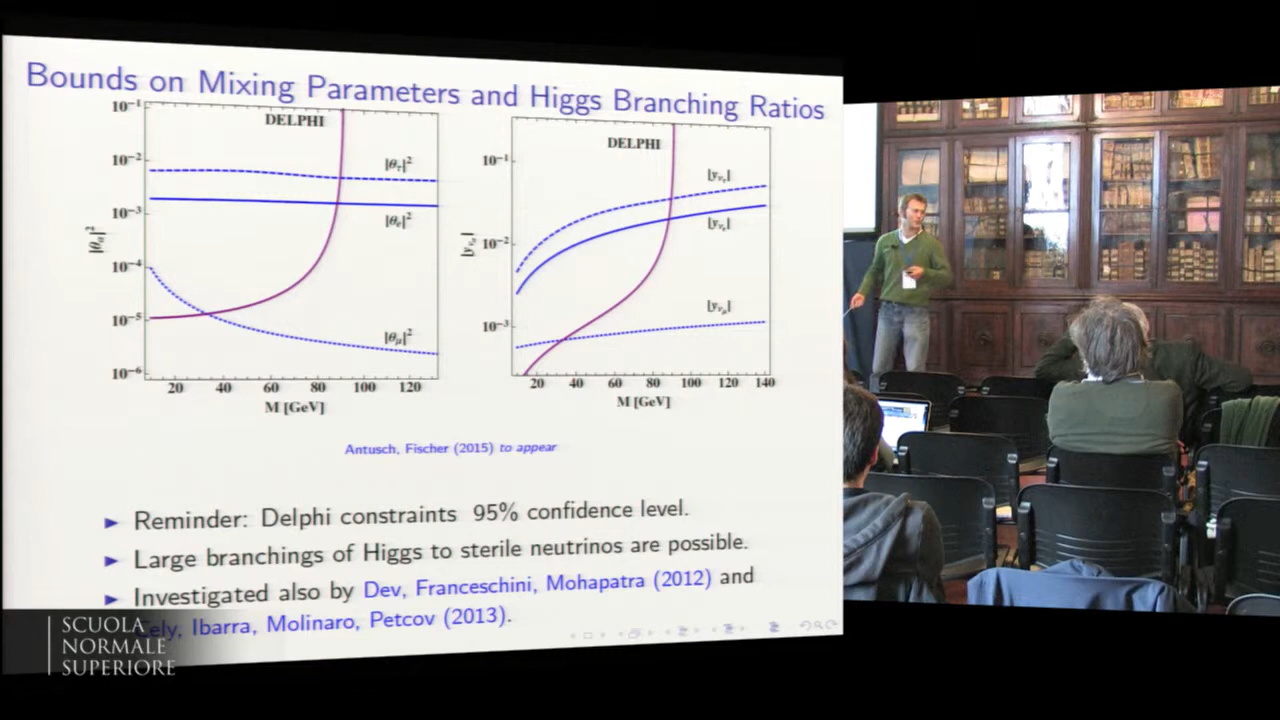 Bounds on Mixing Parameters and Higgs Branching Ratios
10⁻¹
10⁻²
10⁻³
10⁻⁴
10⁻⁵
10⁻⁶
|θα|²
DELPHI
|θτ|²
|θe|²
|θμ|²
20 40 60 80 100 120
M [GeV]
10⁻¹
10⁻²
10⁻³
|yνα|
DELPHI
|yντ|
|yνe|
|yνμ|
20 40 60 80 100 120 140
M [GeV]
Antusch, Fischer (2015) to appear
► Reminder: Delphi constraints 95% confidence level.
► Large branchings of Higgs to sterile neutrinos are possible.
► Investigated also by Dev, Franceschini, Mohapatra (2012) and
Ibarra, Molinaro, Petcov (2013).
SCUOLA
NORMALE
SUPERIORE